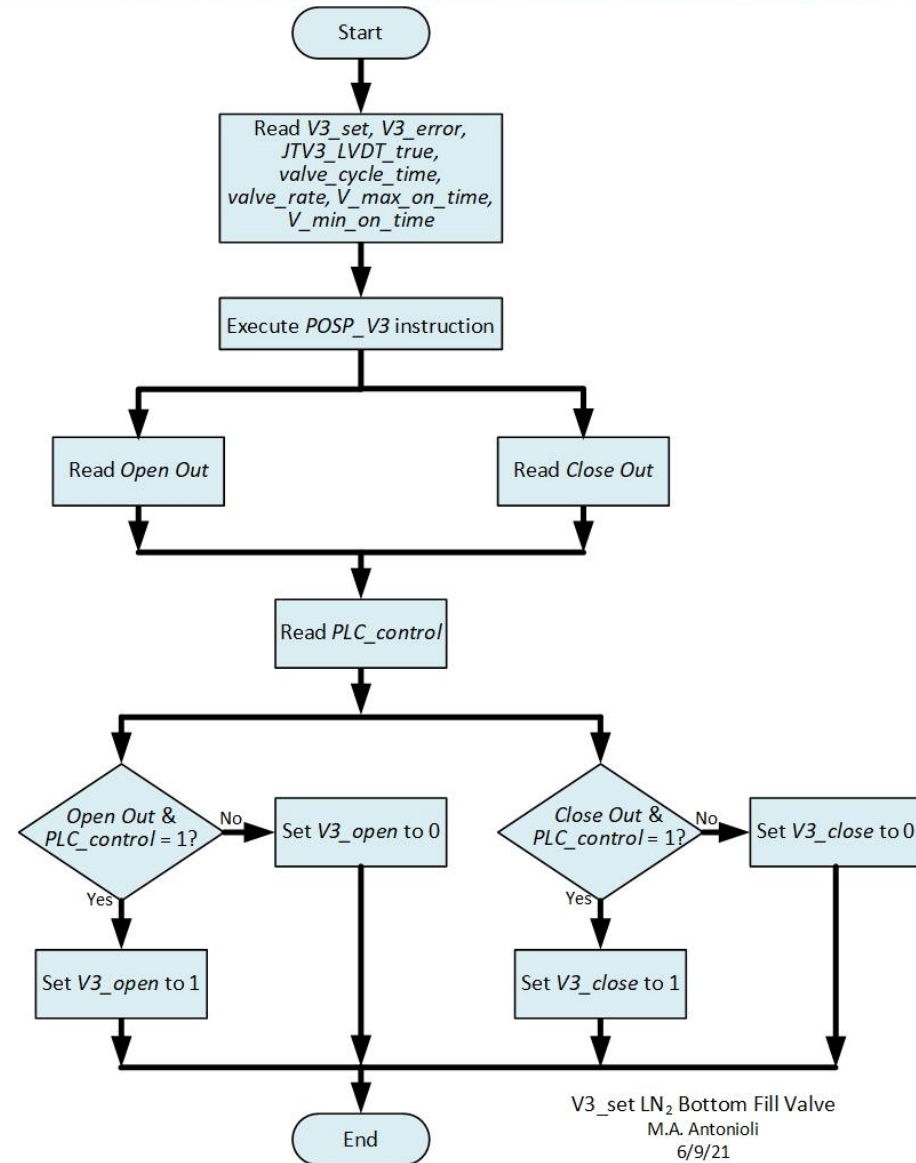 Start
Read V3_set, V3_error,
JTV3_LVDT_true,
valve_cycle_time,
valve_rate, V_max_on_time,
V_min_on_time
Execute POSP_V3 instruction
Read Open Out
Read Close Out
Read PLC_control
Open Out &
PLC_control = 1?
No
Set V3_open to 0
Close Out &
PLC_control = 1?
No
Set V3_close to 0
Yes
Yes
Set V3_open to 1
Set V3_close to 1
End
V3_set LN₂ Bottom Fill Valve
M.A. Antonioli
6/9/21